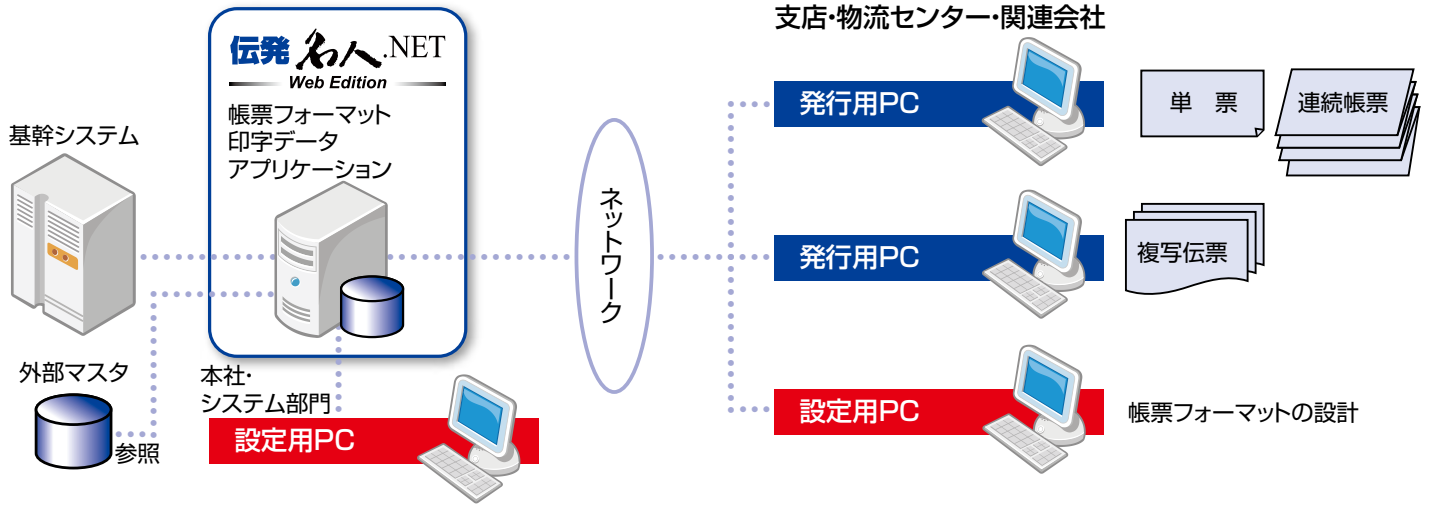 基幹システム
外部マスタ
参照
伝発名人.NET
Web Edition
帳票フォーマット
印字データ
アプリケーション
本社・
システム部門
設定用PC
ネットワーク
支店・物流センター・関連会社
発行用PC
単 票
連続帳票
発行用PC
複写伝票
設定用PC
帳票フォーマットの設計